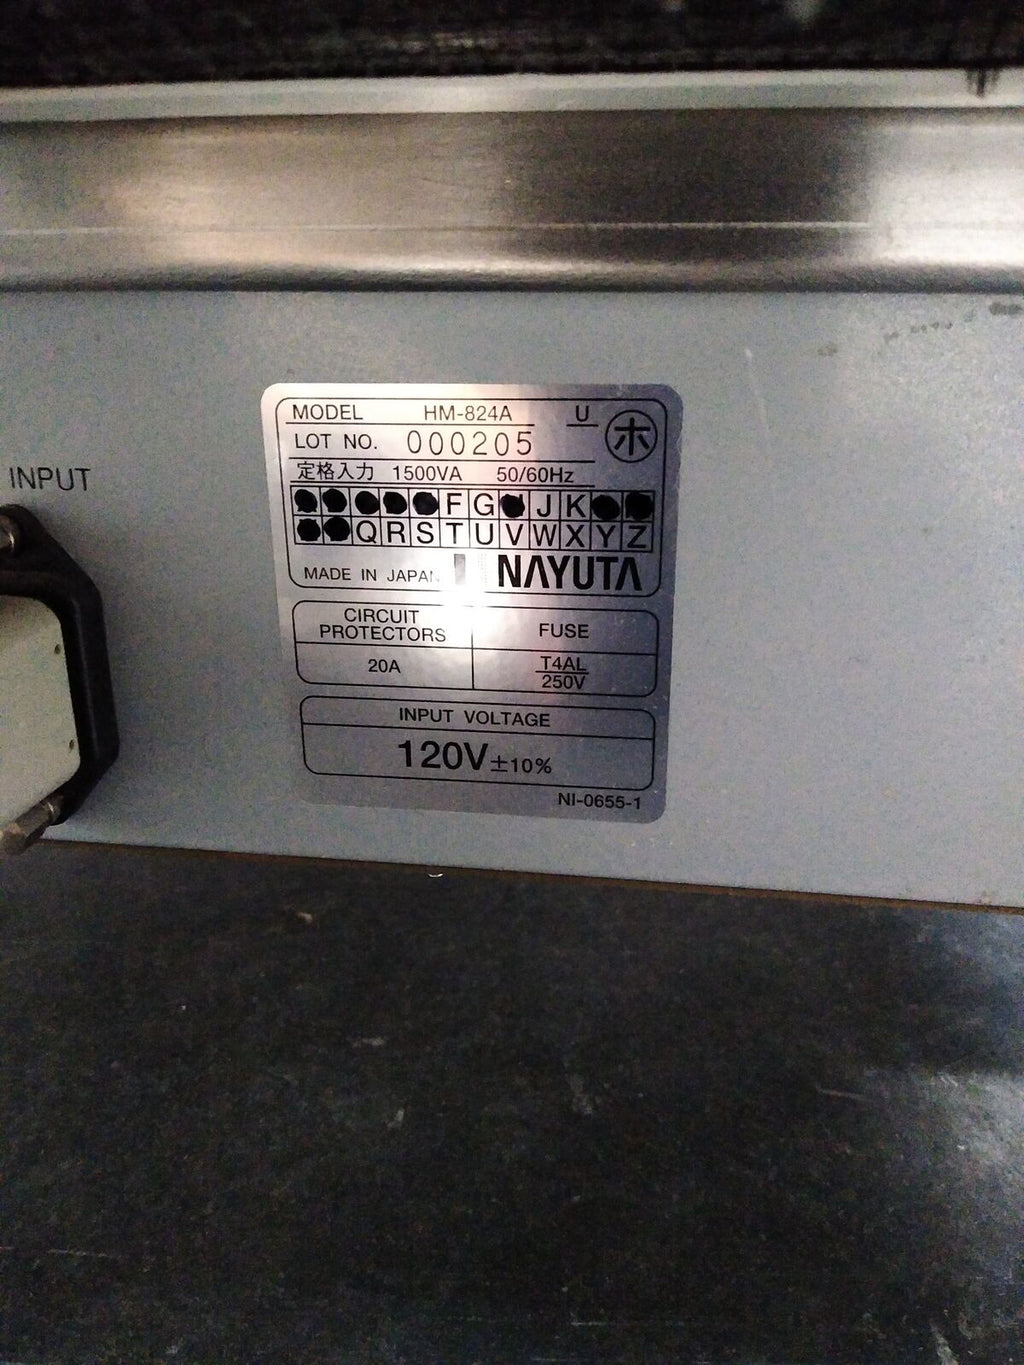 INPUT
MODEL HM-824A U
LOT NO. 000205 ホ
定格入力 1500VA 50/60Hz
F G J K
Q R S T U V W X Y Z
MADE IN JAPAN NAYUTA
CIRCUIT PROTECTORS FUSE
20A T4AL 250V
INPUT VOLTAGE
120V±10%
NI-0655-1